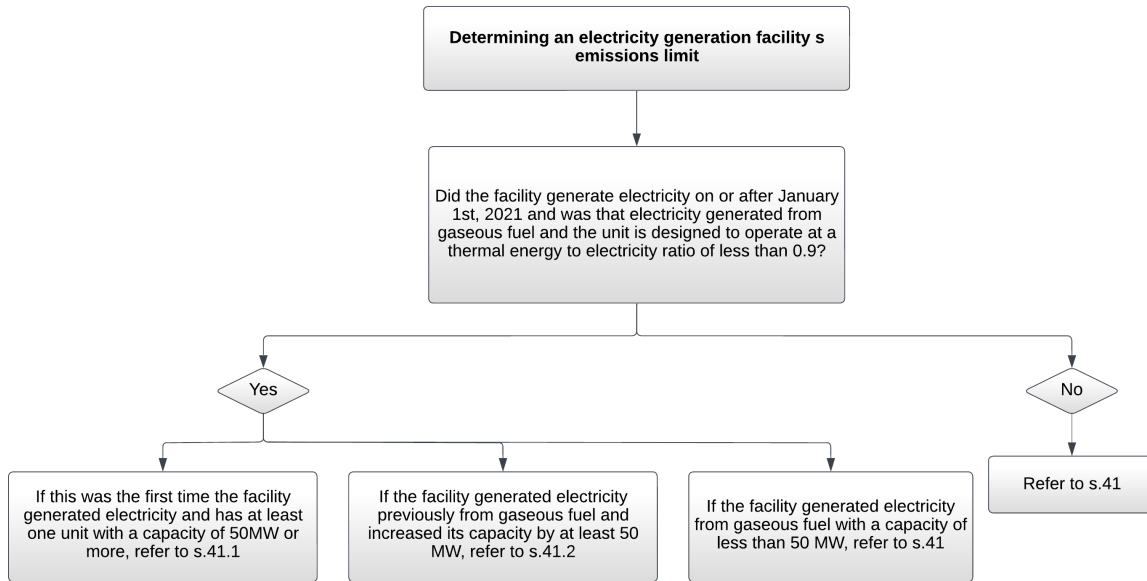 Determining an electricity generation facility s
emissions limit
Did the facility generate electricity on or after January
1st, 2021 and was that electricity generated from
gaseous fuel and the unit is designed to operate at a
thermal energy to electricity ratio of less than 0.9?
Yes
No
If this was the first time the facility
generated electricity and has at least
one unit with a capacity of 50MW or
more, refer to s.41.1
If the facility generated electricity
previously from gaseous fuel and
increased its capacity by at least 50
MW, refer to s.41.2
If the facility generated electricity
from gaseous fuel with a capacity of
less than 50 MW, refer to s.41
Refer to s.41